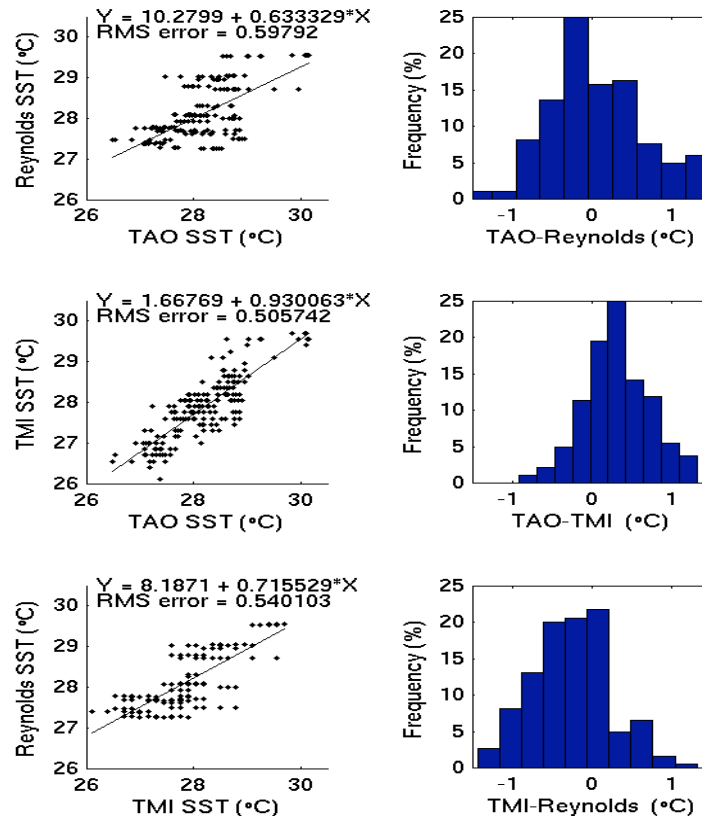 Y = 10.2799 + 0.633329*X
RMS error = 0.59792
30
29
28
27
26
Reynolds SST (°C)
26 28 30
TAO SST (°C)
25
20
15
10
5
0
Frequency (%)
-1 0 1
TAO-Reynolds (°C)
Y = 1.66769 + 0.930063*X
RMS error = 0.505742
30
29
28
27
26
TMI SST (°C)
26 28 30
TAO SST (°C)
25
20
15
10
5
0
Frequency (%)
-1 0 1
TAO-TMI (°C)
Y = 8.1871 + 0.715529*X
RMS error = 0.540103
30
29
28
27
26
Reynolds SST (°C)
26 28 30
TMI SST (°C)
25
20
15
10
5
0
Frequency (%)
-1 0 1
TMI-Reynolds (°C)